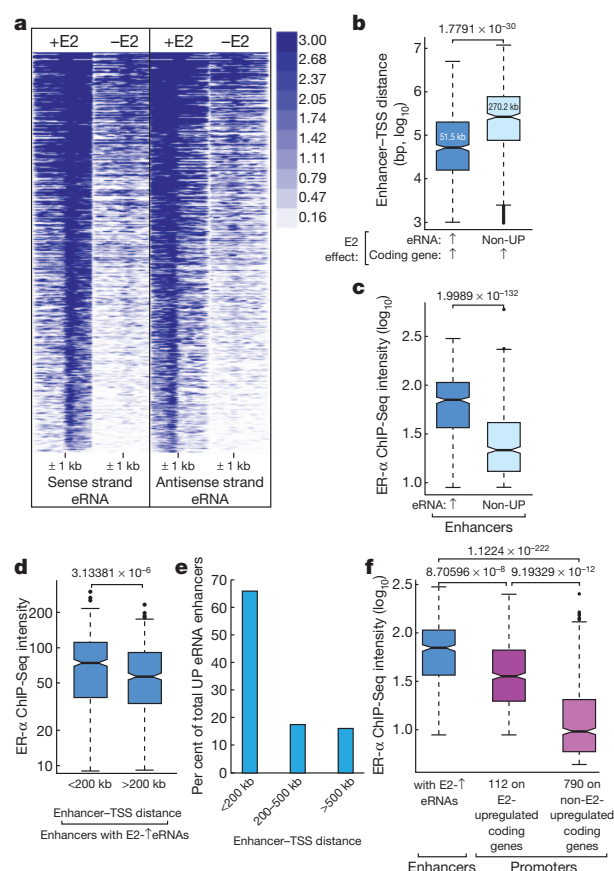 a
+E2 −E2 +E2 −E2
3.00
2.68
2.37
2.05
1.74
1.42
1.11
0.79
0.47
0.16
± 1 kb ± 1 kb ± 1 kb ± 1 kb
Sense strand Antisense strand
eRNA eRNA
b
1.7791 × 10⁻³⁰
Enhancer–TSS distance
(bp, log₁₀)
7
6
5
4
3
51.5 kb
270.2 kb
E2
effect:
eRNA: ↑ Non-UP
Coding gene: ↑ ↑
c
1.9989 × 10⁻¹³²
ER-α ChIP-Seq intensity (log₁₀)
2.5
2.0
1.5
1.0
eRNA: ↑ Non-UP
Enhancers
d
3.13381 × 10⁻⁶
ER-α ChIP-Seq intensity
100
50
20
10
<200 kb >200 kb
Enhancer–TSS distance
Enhancers with E2-↑eRNAs
e
Per cent of total UP eRNA enhancers
70
60
50
40
30
20
10
0
<200 kb
200–500 kb
>500 kb
Enhancer–TSS distance
f
1.1224 × 10⁻²²²
8.70596 × 10⁻⁸ 9.19329 × 10⁻¹²
ER-α ChIP-Seq intensity (log₁₀)
2.5
2.0
1.5
1.0
with E2-↑
eRNAs
112 on
E2-
upregulated
coding
genes
790 on
non-E2-
upregulated
coding
genes
Enhancers Promoters